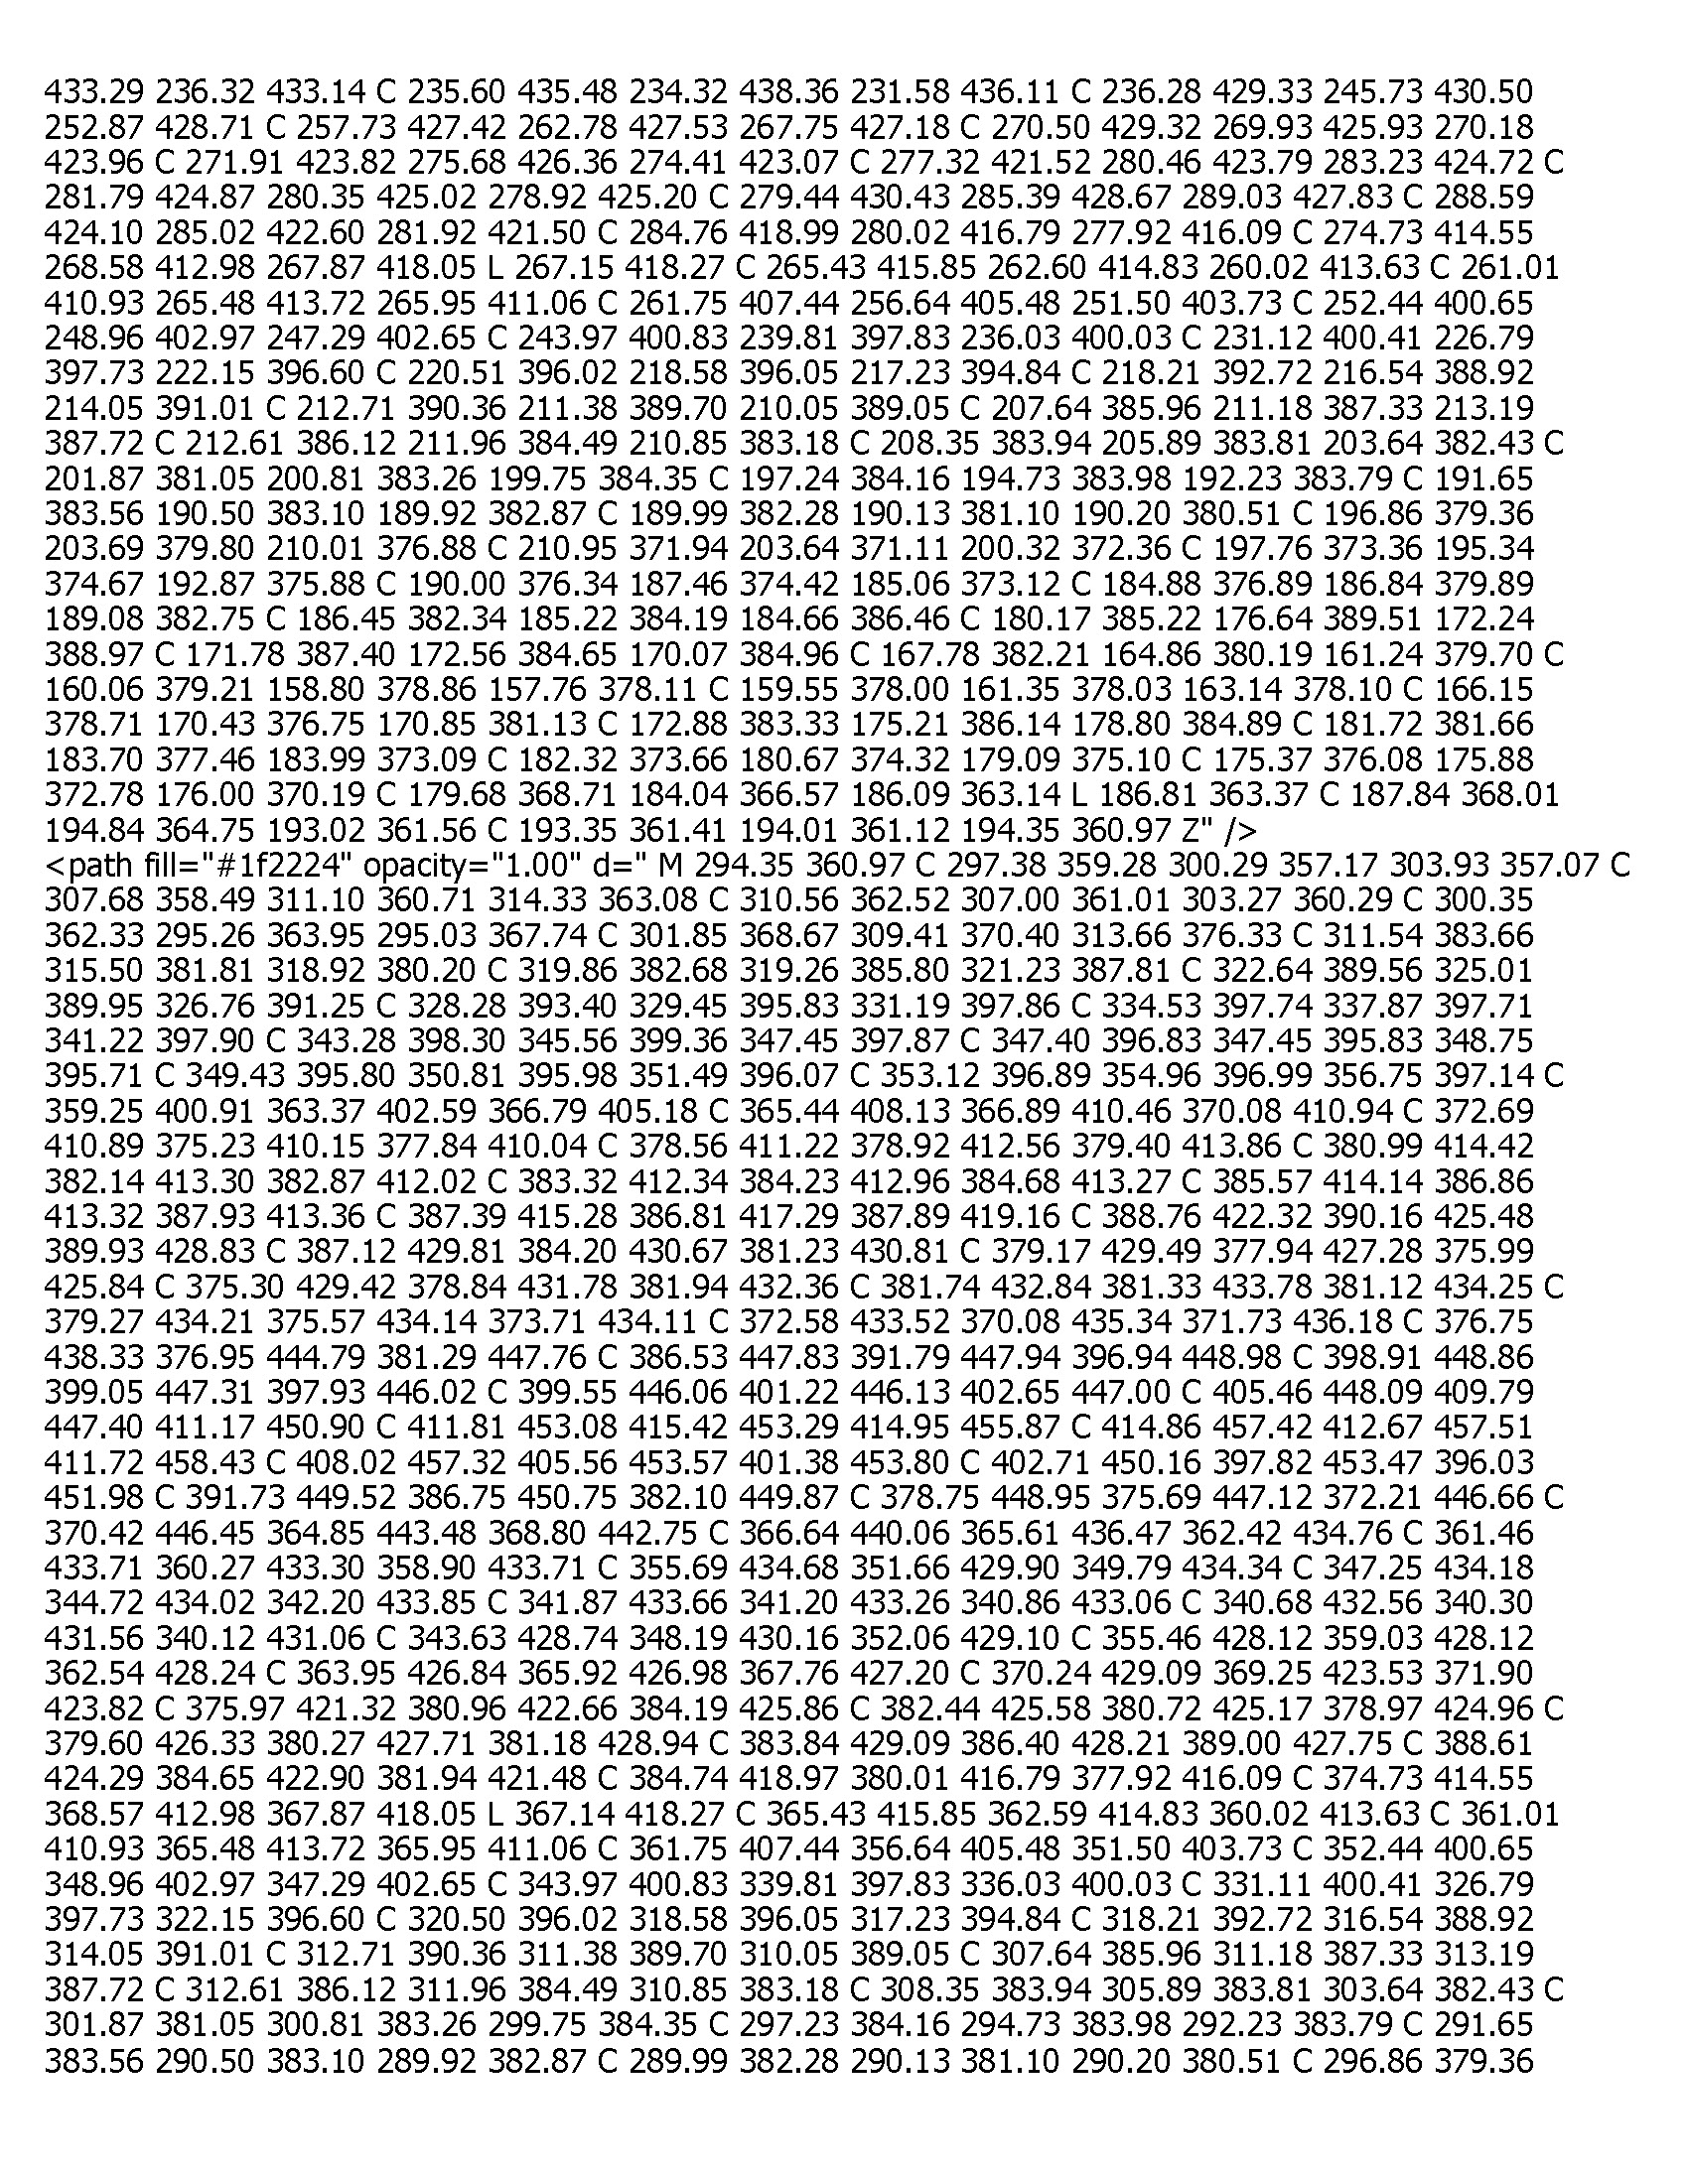 433.29 236.32 433.14 C 235.60 435.48 234.32 438.36 231.58 436.11 C 236.28 429.33 245.73 430.50
252.87 428.71 C 257.73 427.42 262.78 427.53 267.75 427.18 C 270.50 429.32 269.93 425.93 270.18
423.96 C 271.91 423.82 275.68 426.36 274.41 423.07 C 277.32 421.52 280.46 423.79 283.23 424.72 C
281.79 424.87 280.35 425.02 278.92 425.20 C 279.44 430.43 285.39 428.67 289.03 427.83 C 288.59
424.10 285.02 422.60 281.92 421.50 C 284.76 418.99 280.02 416.79 277.92 416.09 C 274.73 414.55
268.58 412.98 267.87 418.05 L 267.15 418.27 C 265.43 415.85 262.60 414.83 260.02 413.63 C 261.01
410.93 265.48 413.72 265.95 411.06 C 261.75 407.44 256.64 405.48 251.50 403.73 C 252.44 400.65
248.96 402.97 247.29 402.65 C 243.97 400.83 239.81 397.83 236.03 400.03 C 231.12 400.41 226.79
397.73 222.15 396.60 C 220.51 396.02 218.58 396.05 217.23 394.84 C 218.21 392.72 216.54 388.92
214.05 391.01 C 212.71 390.36 211.38 389.70 210.05 389.05 C 207.64 385.96 211.18 387.33 213.19
387.72 C 212.61 386.12 211.96 384.49 210.85 383.18 C 208.35 383.94 205.89 383.81 203.64 382.43 C
201.87 381.05 200.81 383.26 199.75 384.35 C 197.24 384.16 194.73 383.98 192.23 383.79 C 191.65
383.56 190.50 383.10 189.92 382.87 C 189.99 382.28 190.13 381.10 190.20 380.51 C 196.86 379.36
203.69 379.80 210.01 376.88 C 210.95 371.94 203.64 371.11 200.32 372.36 C 197.76 373.36 195.34
374.67 192.87 375.88 C 190.00 376.34 187.46 374.42 185.06 373.12 C 184.88 376.89 186.84 379.89
189.08 382.75 C 186.45 382.34 185.22 384.19 184.66 386.46 C 180.17 385.22 176.64 389.51 172.24
388.97 C 171.78 387.40 172.56 384.65 170.07 384.96 C 167.78 382.21 164.86 380.19 161.24 379.70 C
160.06 379.21 158.80 378.86 157.76 378.11 C 159.55 378.00 161.35 378.03 163.14 378.10 C 166.15
378.71 170.43 376.75 170.85 381.13 C 172.88 383.33 175.21 386.14 178.80 384.89 C 181.72 381.66
183.70 377.46 183.99 373.09 C 182.32 373.66 180.67 374.32 179.09 375.10 C 175.37 376.08 175.88
372.78 176.00 370.19 C 179.68 368.71 184.04 366.57 186.09 363.14 L 186.81 363.37 C 187.84 368.01
194.84 364.75 193.02 361.56 C 193.35 361.41 194.01 361.12 194.35 360.97 Z" />
<path fill="#1f2224" opacity="1.00" d=" M 294.35 360.97 C 297.38 359.28 300.29 357.17 303.93 357.07 C
307.68 358.49 311.10 360.71 314.33 363.08 C 310.56 362.52 307.00 361.01 303.27 360.29 C 300.35
362.33 295.26 363.95 295.03 367.74 C 301.85 368.67 309.41 370.40 313.66 376.33 C 311.54 383.66
315.50 381.81 318.92 380.20 C 319.86 382.68 319.26 385.80 321.23 387.81 C 322.64 389.56 325.01
389.95 326.76 391.25 C 328.28 393.40 329.45 395.83 331.19 397.86 C 334.53 397.74 337.87 397.71
341.22 397.90 C 343.28 398.30 345.56 399.36 347.45 397.87 C 347.40 396.83 347.45 395.83 348.75
395.71 C 349.43 395.80 350.81 395.98 351.49 396.07 C 353.12 396.89 354.96 396.99 356.75 397.14 C
359.25 400.91 363.37 402.59 366.79 405.18 C 365.44 408.13 366.89 410.46 370.08 410.94 C 372.69
410.89 375.23 410.15 377.84 410.04 C 378.56 411.22 378.92 412.56 379.40 413.86 C 380.99 414.42
382.14 413.30 382.87 412.02 C 383.32 412.34 384.23 412.96 384.68 413.27 C 385.57 414.14 386.86
413.32 387.93 413.36 C 387.39 415.28 386.81 417.29 387.89 419.16 C 388.76 422.32 390.16 425.48
389.93 428.83 C 387.12 429.81 384.20 430.67 381.23 430.81 C 379.17 429.49 377.94 427.28 375.99
425.84 C 375.30 429.42 378.84 431.78 381.94 432.36 C 381.74 432.84 381.33 433.78 381.12 434.25 C
379.27 434.21 375.57 434.14 373.71 434.11 C 372.58 433.52 370.08 435.34 371.73 436.18 C 376.75
438.33 376.95 444.79 381.29 447.76 C 386.53 447.83 391.79 447.94 396.94 448.98 C 398.91 448.86
399.05 447.31 397.93 446.02 C 399.55 446.06 401.22 446.13 402.65 447.00 C 405.46 448.09 409.79
447.40 411.17 450.90 C 411.81 453.08 415.42 453.29 414.95 455.87 C 414.86 457.42 412.67 457.51
411.72 458.43 C 408.02 457.32 405.56 453.57 401.38 453.80 C 402.71 450.16 397.82 453.47 396.03
451.98 C 391.73 449.52 386.75 450.75 382.10 449.87 C 378.75 448.95 375.69 447.12 372.21 446.66 C
370.42 446.45 364.85 443.48 368.80 442.75 C 366.64 440.06 365.61 436.47 362.42 434.76 C 361.46
433.71 360.27 433.30 358.90 433.71 C 355.69 434.68 351.66 429.90 349.79 434.34 C 347.25 434.18
344.72 434.02 342.20 433.85 C 341.87 433.66 341.20 433.26 340.86 433.06 C 340.68 432.56 340.30
431.56 340.12 431.06 C 343.63 428.74 348.19 430.16 352.06 429.10 C 355.46 428.12 359.03 428.12
362.54 428.24 C 363.95 426.84 365.92 426.98 367.76 427.20 C 370.24 429.09 369.25 423.53 371.90
423.82 C 375.97 421.32 380.96 422.66 384.19 425.86 C 382.44 425.58 380.72 425.17 378.97 424.96 C
379.60 426.33 380.27 427.71 381.18 428.94 C 383.84 429.09 386.40 428.21 389.00 427.75 C 388.61
424.29 384.65 422.90 381.94 421.48 C 384.74 418.97 380.01 416.79 377.92 416.09 C 374.73 414.55
368.57 412.98 367.87 418.05 L 367.14 418.27 C 365.43 415.85 362.59 414.83 360.02 413.63 C 361.01
410.93 365.48 413.72 365.95 411.06 C 361.75 407.44 356.64 405.48 351.50 403.73 C 352.44 400.65
348.96 402.97 347.29 402.65 C 343.97 400.83 339.81 397.83 336.03 400.03 C 331.11 400.41 326.79
397.73 322.15 396.60 C 320.50 396.02 318.58 396.05 317.23 394.84 C 318.21 392.72 316.54 388.92
314.05 391.01 C 312.71 390.36 311.38 389.70 310.05 389.05 C 307.64 385.96 311.18 387.33 313.19
387.72 C 312.61 386.12 311.96 384.49 310.85 383.18 C 308.35 383.94 305.89 383.81 303.64 382.43 C
301.87 381.05 300.81 383.26 299.75 384.35 C 297.23 384.16 294.73 383.98 292.23 383.79 C 291.65
383.56 290.50 383.10 289.92 382.87 C 289.99 382.28 290.13 381.10 290.20 380.51 C 296.86 379.36